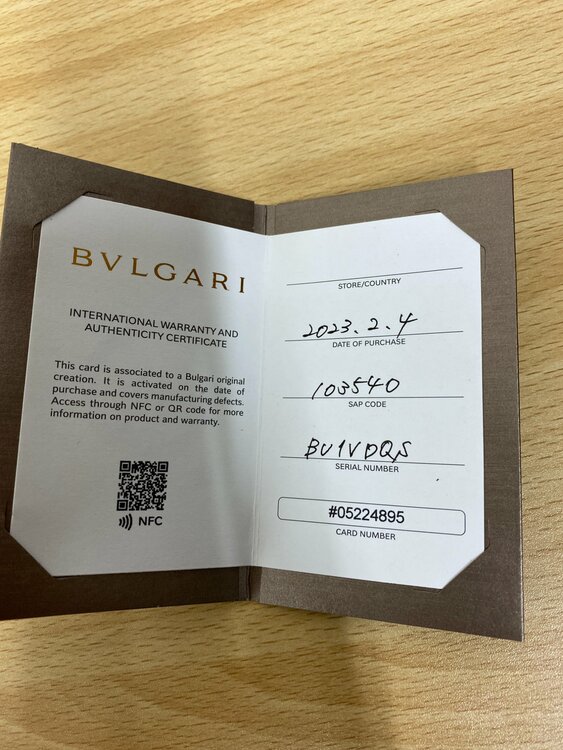 BVLGARI
INTERNATIONAL WARRANTY AND
AUTHENTICITY CERTIFICATE
This card is associated to a Bulgari original
creation. It is activated on the date of
purchase and covers manufacturing defects.
Access through NFC or QR code for more
information on product and warranty.
NFC
STORE/COUNTRY
2023.2.4
DATE OF PURCHASE
103540
SAP CODE
SERIAL NUMBER
#05224895
CARD NUMBER